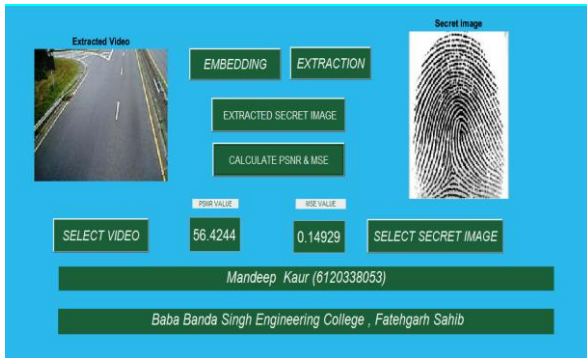 Extracted Video
Secret image
EMBEDDING
EXTRACTION
EXTRACTED SECRET IMAGE
CALCULATE PSNR & MSE
PSNR VALUE
MSE VALUE
SELECT VIDEO
56.4244
0.14929
SELECT SECRET IMAGE
Mandeep Kaur (6120338053)
Baba Banda Singh Engineering College , Fatehgarh Sahib